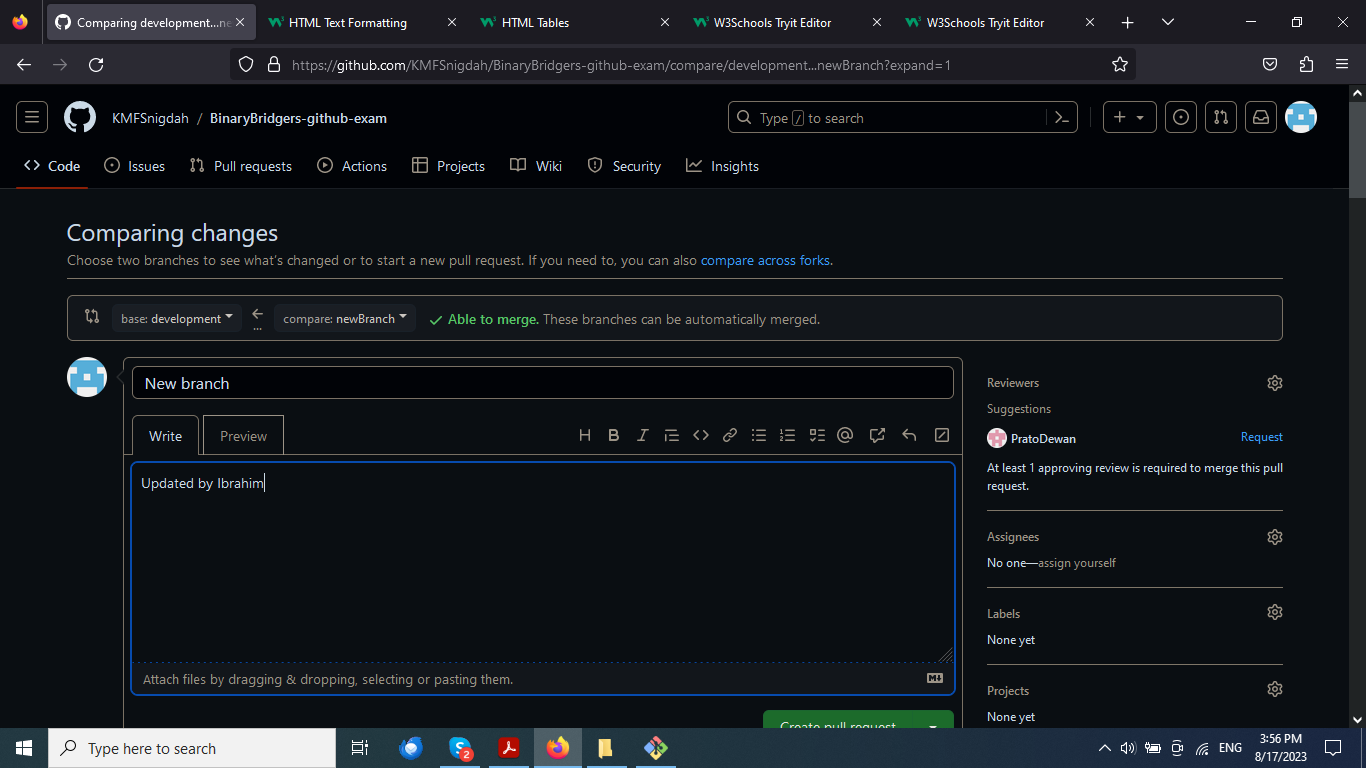 Comparing development...ne
HTML Text Formatting
HTML Tables
W3Schools Tryit Editor
W3Schools Tryit Editor
https://github.com/KMFSnigdah/BinaryBridgers-github-exam/compare/development...newBranch?expand=1
KMFSnigdah / BinaryBridgers-github-exam
Type / to search
Code
Issues
Pull requests
Actions
Projects
Wiki
Security
Insights
Comparing changes
Choose two branches to see what's changed or to start a new pull request. If you need to, you can also compare across forks.
base: development
...
compare: newBranch
Able to merge. These branches can be automatically merged.
New branch
Write
Preview
H B I
Updated by Ibrahim
Attach files by dragging & dropping, selecting or pasting them.
Create pull request
Reviewers
Suggestions
PratoDewan
Request
At least 1 approving review is required to merge this pull
request.
Assignees
No one—assign yourself
Labels
None yet
Projects
None yet
Type here to search
2
ENG
3:56 PM
8/17/2023